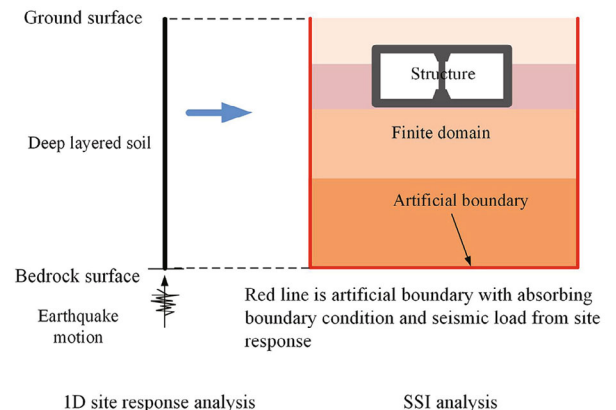 Ground surface
Structure
Deep layered soil
Finite domain
Artificial boundary
Bedrock surface
Earthquake
motion
Red line is artificial boundary with absorbing
boundary condition and seismic load from site
response
1D site response analysis
SSI analysis